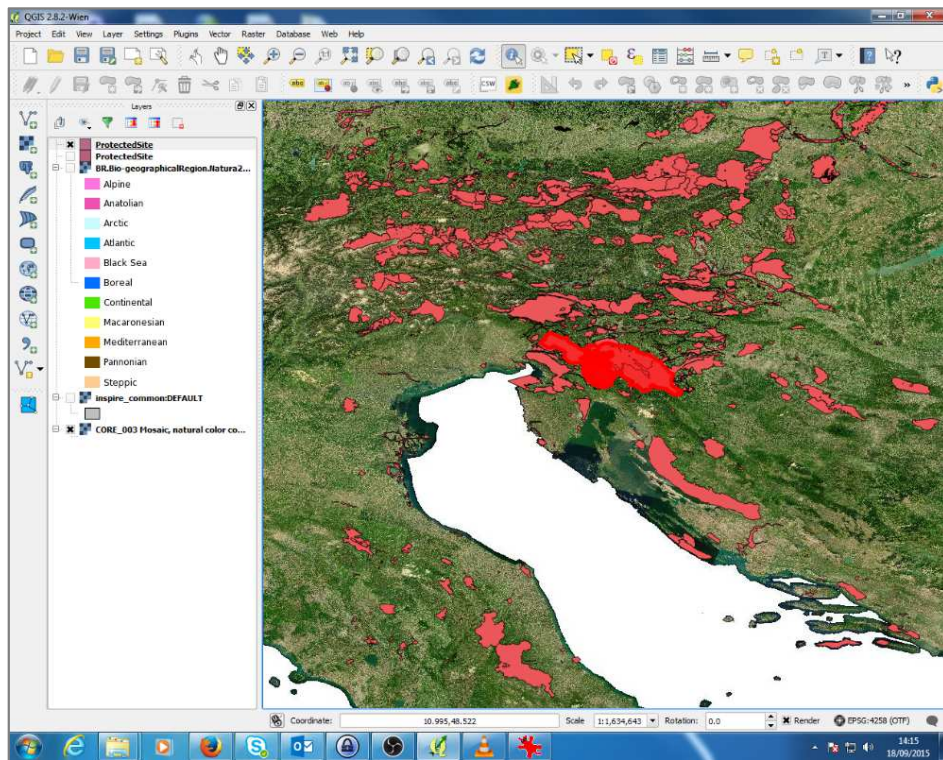 QGIS 2.8.2-Wien
Project Edit View Layer Settings Plugins Vector Raster Database Web Help
abc
CSW
Layers
ProtectedSite
ProtectedSite
BR.Bio-geographicalRegion.Natura2...
Alpine
Anatolian
Arctic
Atlantic
Black Sea
Boreal
Continental
Macaronesian
Mediterranean
Pannonian
Steppic
inspire_common:DEFAULT
CORE_003 Mosaic, natural color co...
Coordinate: 10.995,48.522 Scale 1:1,634,643 Rotation: 0.0 Render EPSG:4258 (OTF)
14:15
18/09/2015